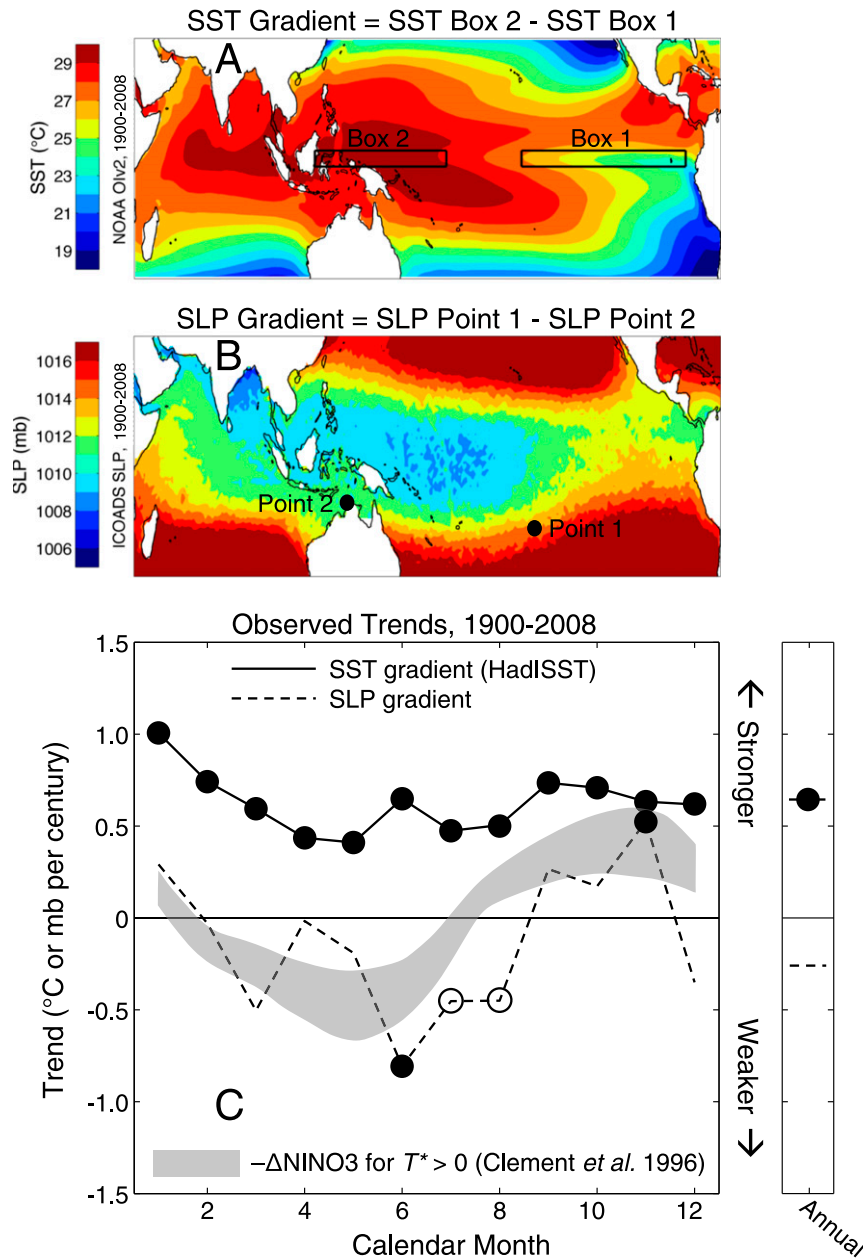 SST Gradient = SST Box 2 - SST Box 1
A
29
27
25
23
21
19
SST (°C)
NOAA OIv2, 1900-2008
Box 2
Box 1
SLP Gradient = SLP Point 1 - SLP Point 2
B
1016
1014
1012
1010
1008
1006
SLP (mb)
ICOADS SLP, 1900-2008
Point 2
Point 1
Observed Trends, 1900-2008
SST gradient (HadISST)
SLP gradient
1.5
1.0
0.5
0
-0.5
-1.0
-1.5
Trend (°C or mb per century)
Stronger →
← Weaker
C
–ΔNINO3 for T* > 0 (Clement et al. 1996)
2 4 6 8 10 12
Calendar Month
Annual